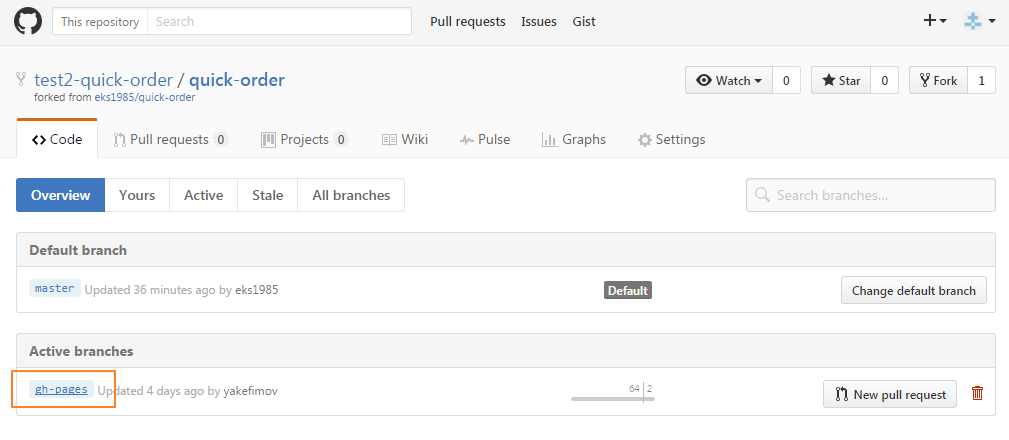 This repository Search Pull requests Issues Gist
test2-quick-order / quick-order Watch 0 Star 0 Fork 1
forked from eks1985/quick-order
Code Pull requests 0 Projects 0 Wiki Pulse Graphs Settings
Overview Yours Active Stale All branches Search branches...
Default branch
master Updated 36 minutes ago by eks1985 Default Change default branch
Active branches
gh-pages Updated 4 days ago by yakefimov 64 2 New pull request